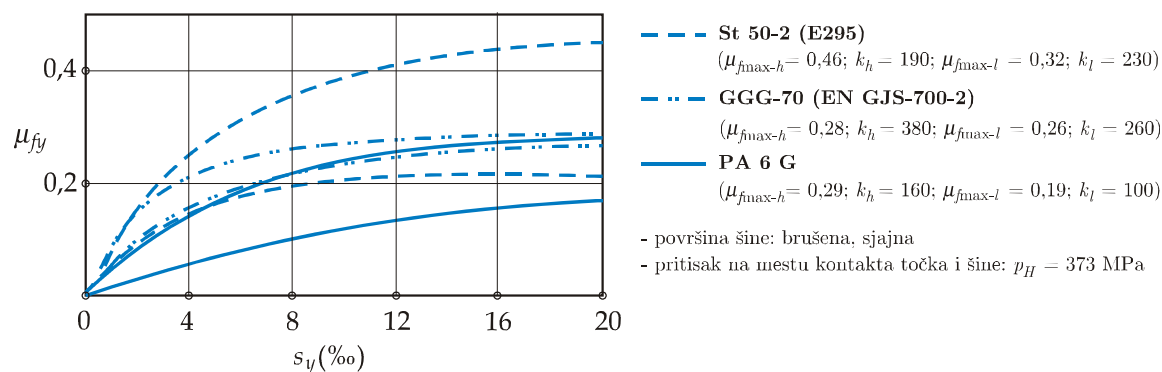 0,4
μfy
0,2
0 4 8 12 16 20
sy(‰)
St 50-2 (E295)
(μfmax-h= 0,46; kh = 190; μfmax-l = 0,32; kl = 230)
GGG-70 (EN GJS-700-2)
(μfmax-h= 0,28; kh = 380; μfmax-l = 0,26; kl = 260)
PA 6 G
(μfmax-h= 0,29; kh = 160; μfmax-l = 0,19; kl = 100)
- površina šine: brušena, sjajna
- pritisak na mestu kontakta točka i šine: pH = 373 MPa